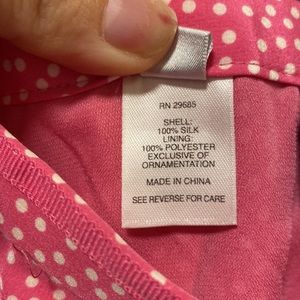 RN 29685
SHELL:
100% SILK
LINING:
100% POLYESTER
EXCLUSIVE OF
ORNAMENTATION
MADE IN CHINA
SEE REVERSE FOR CARE